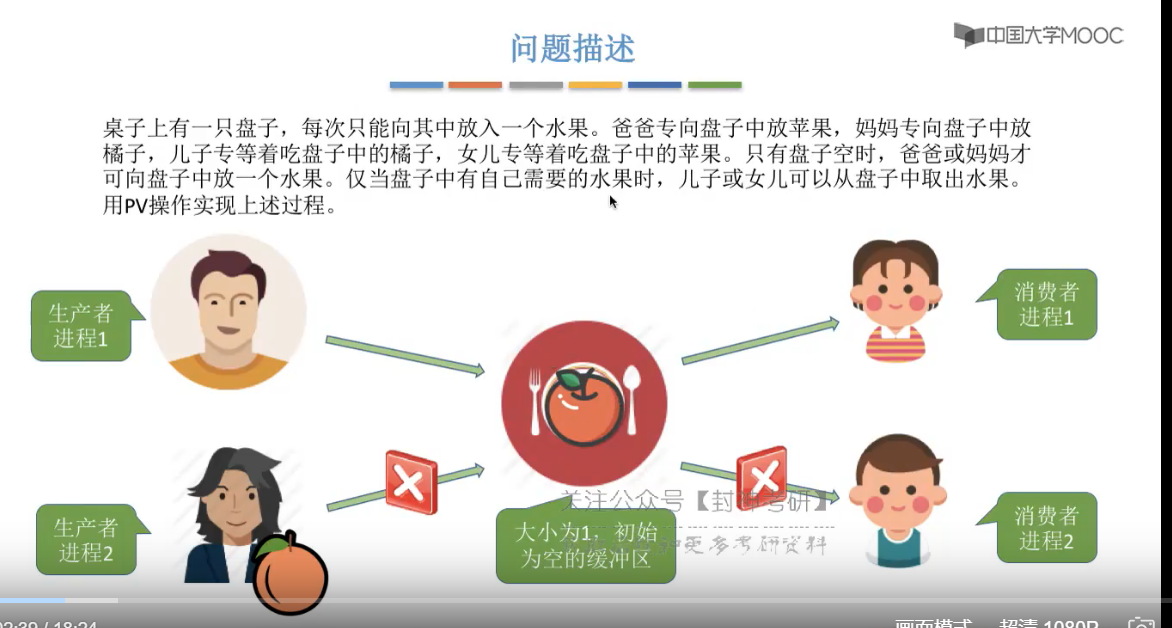 问题描述
中国大学MOOC
桌子上有一只盘子，每次只能向其中放入一个水果。爸爸专向盘子中放苹果，妈妈专向盘子中放
橘子，儿子专等着吃盘子中的橘子，女儿专等着吃盘子中的苹果。只有盘子空时，爸爸或妈妈才
可向盘子中放一个水果。仅当盘子中有自己需要的水果时，儿子或女儿可以从盘子中取出水果。
用PV操作实现上述过程。
生产者
进程1
消费者
进程1
关注公众号【封神考研】
生产者
进程2
大小为1，初始
为空的缓冲区
更多考研资料
消费者
进程2
02:39 / 18:24
画面模式
超清 1080P